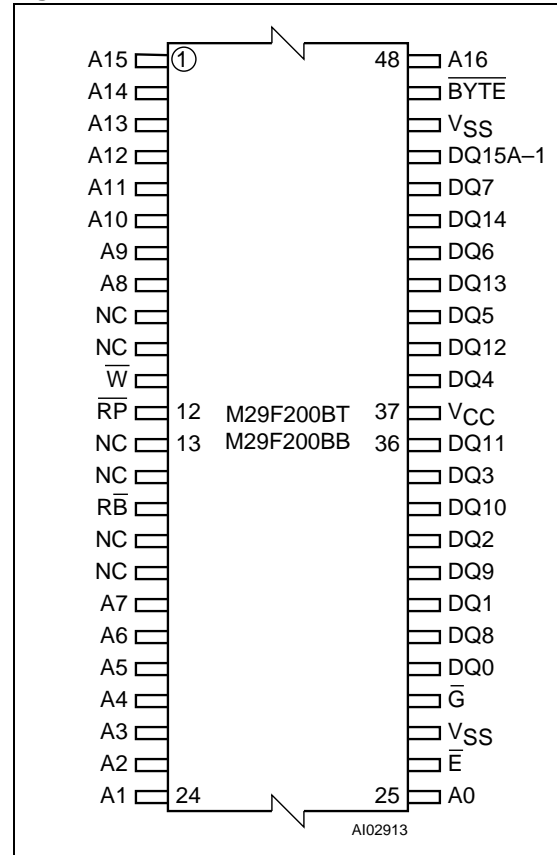 A15 1 48 A16
A14 B̅Y̅T̅E̅
A13 VSS
A12 DQ15A–1
A11 DQ7
A10 DQ14
A9 DQ6
A8 DQ13
NC DQ5
NC DQ12
W̅ DQ4
R̅P̅ 12 M29F200BT 37 VCC
NC 13 M29F200BB 36 DQ11
NC DQ3
RB̅ DQ10
NC DQ2
NC DQ9
A7 DQ1
A6 DQ8
A5 DQ0
A4 G̅
A3 VSS
A2 E̅
A1 24 25 A0
AI02913